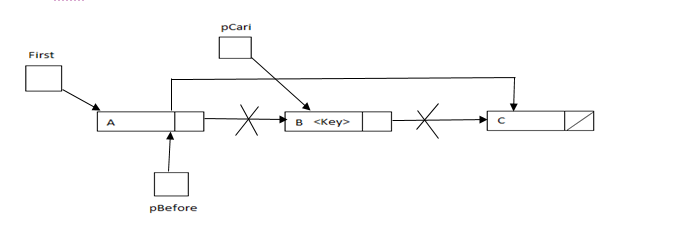 pCari
First
A
B <Key>
C
pBefore